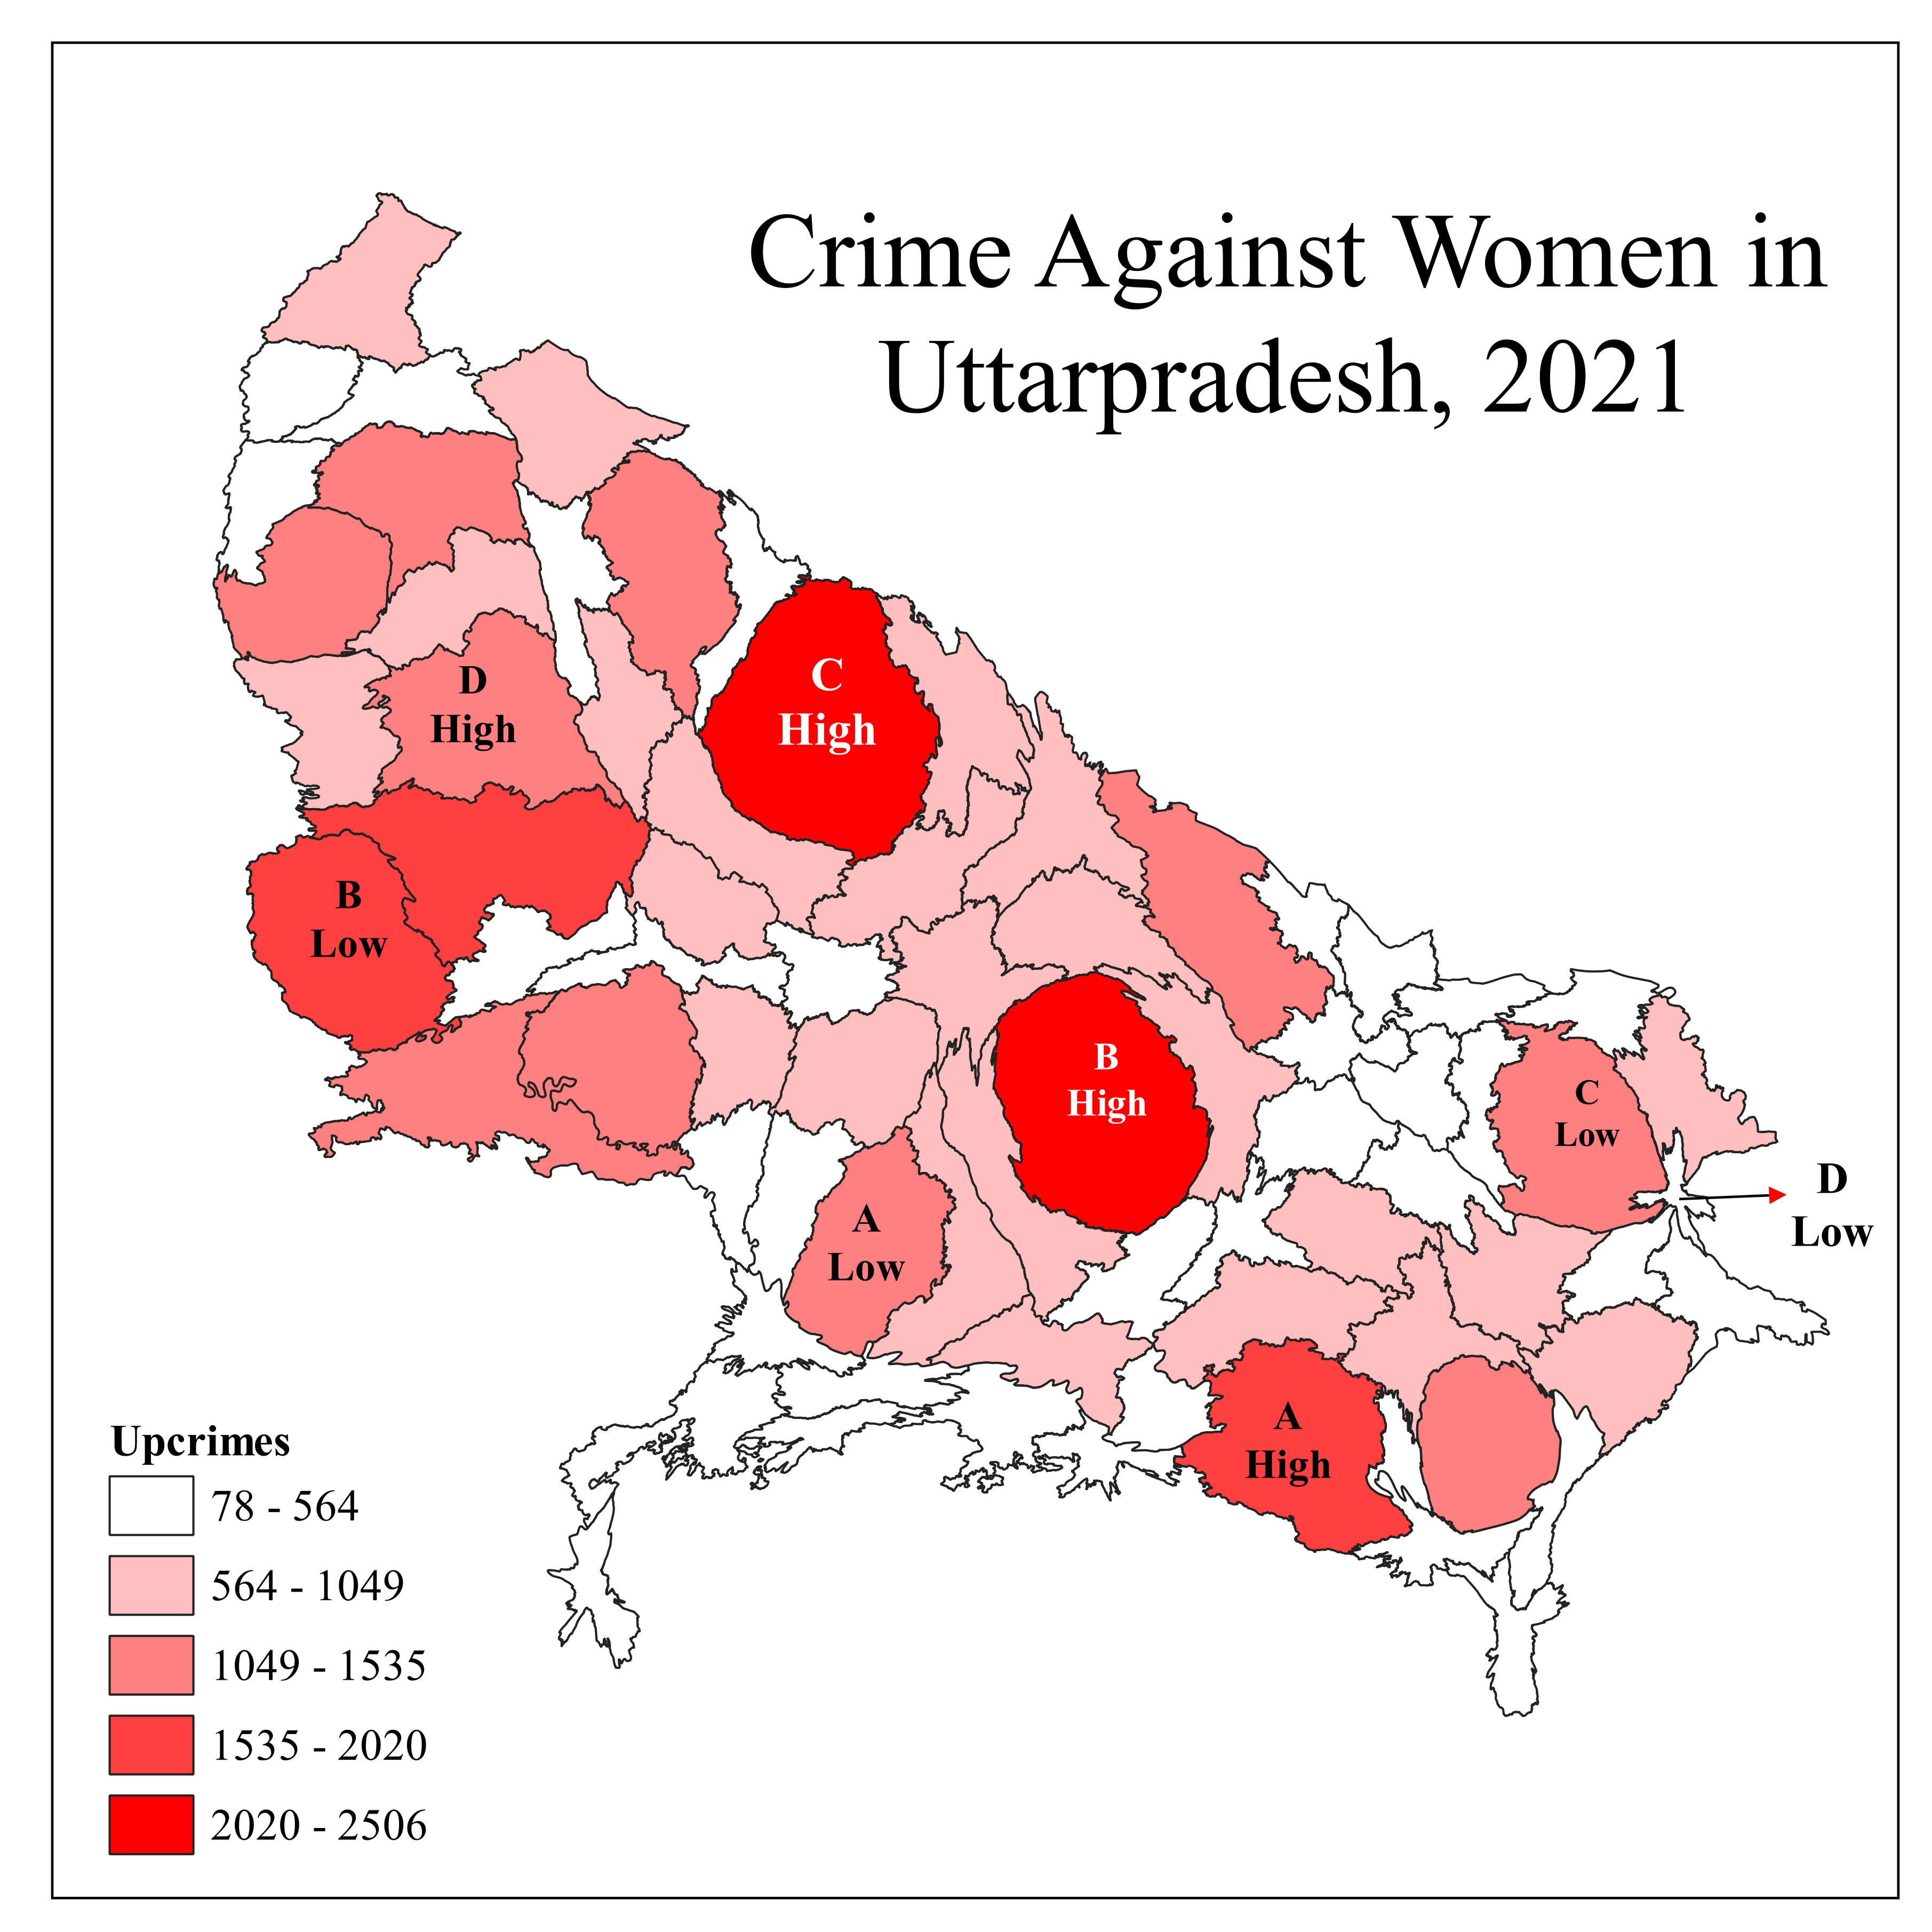 Crime Against Women in
Uttarpradesh, 2021
C
High
D
High
B
Low
B
High
C
Low
D
Low
A
Low
A
High
Upcrimes
78 - 564
564 - 1049
1049 - 1535
1535 - 2020
2020 - 2506